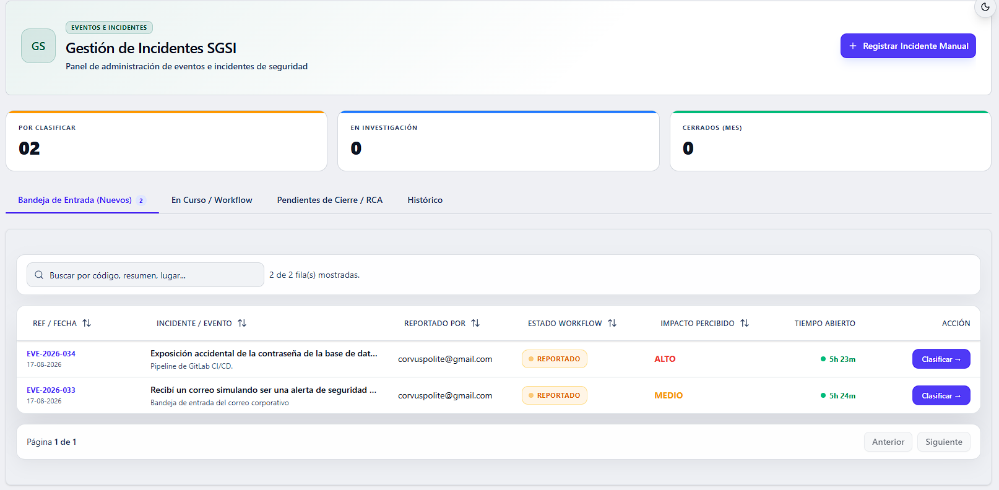 EVENTOS E INCIDENTES
GS
Gestión de Incidentes SGSI
Panel de administración de eventos e incidentes de seguridad
+ Registrar Incidente Manual
POR CLASIFICAR
02
EN INVESTIGACIÓN
0
CERRADOS (MES)
0
Bandeja de Entrada (Nuevos) 2
En Curso / Workflow
Pendientes de Cierre / RCA
Histórico
Buscar por código, resumen, lugar...
2 de 2 fila(s) mostradas.
REF / FECHA
INCIDENTE / EVENTO
REPORTADO POR
ESTADO WORKFLOW
IMPACTO PERCIBIDO
TIEMPO ABIERTO
ACCIÓN
EVE-2026-034
17-08-2026
Exposición accidental de la contraseña de la base de dat...
Pipeline de GitLab CI/CD.
corvuspolite@gmail.com
REPORTADO
ALTO
5h 23m
Clasificar →
EVE-2026-033
17-08-2026
Recibí un correo simulando ser una alerta de seguridad ...
Bandeja de entrada del correo corporativo
corvuspolite@gmail.com
REPORTADO
MEDIO
5h 24m
Clasificar →
Página 1 de 1
Anterior
Siguiente